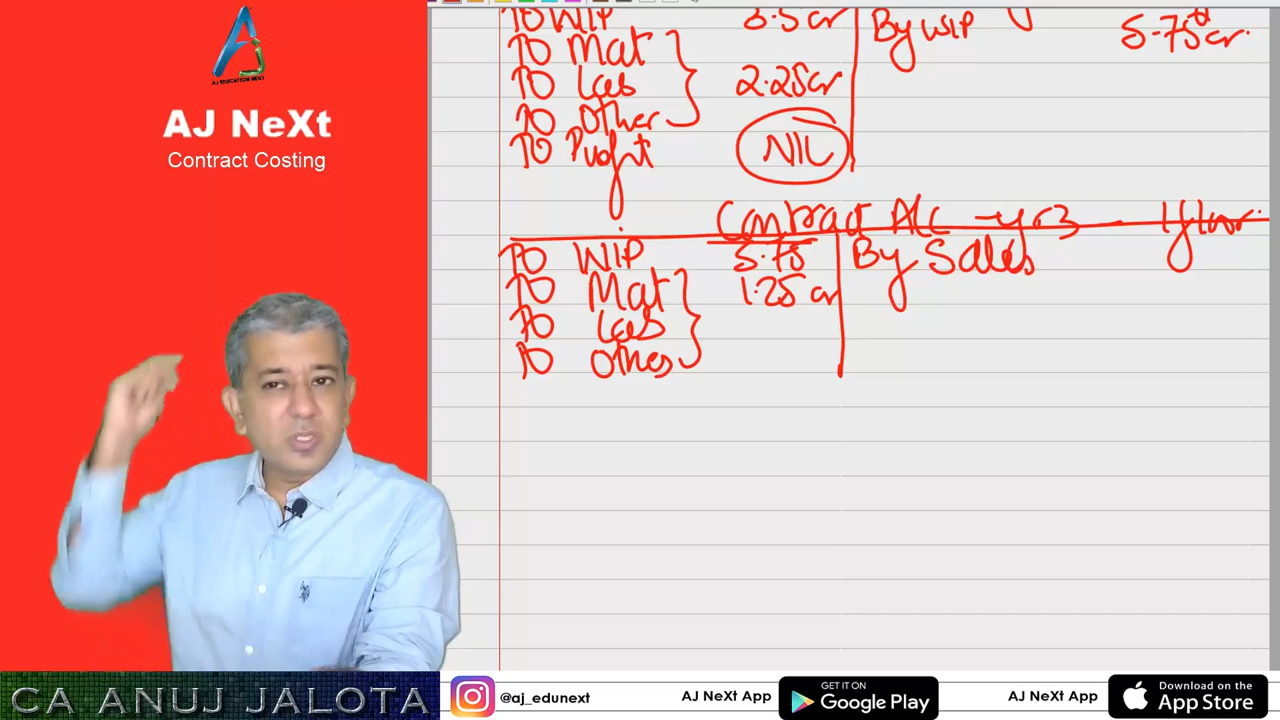 AJ EDUCATION NEXT
AJ NeXt
Contract Costing
TO WIP 3.5 cr
By WIP 5.75 cr.
TO Mat
TO Lab 2.25 cr
TO Other
TO Profit NIL
Contract A/c - yr 3
TO WIP 5.75 By Sales
TO Mat 1.25 cr
TO Lab
TO Others
CA ANUJ JALOTA
@aj_edunext
AJ NeXt App
GET IT ON
Google Play
AJ NeXt App
Download on the
App Store